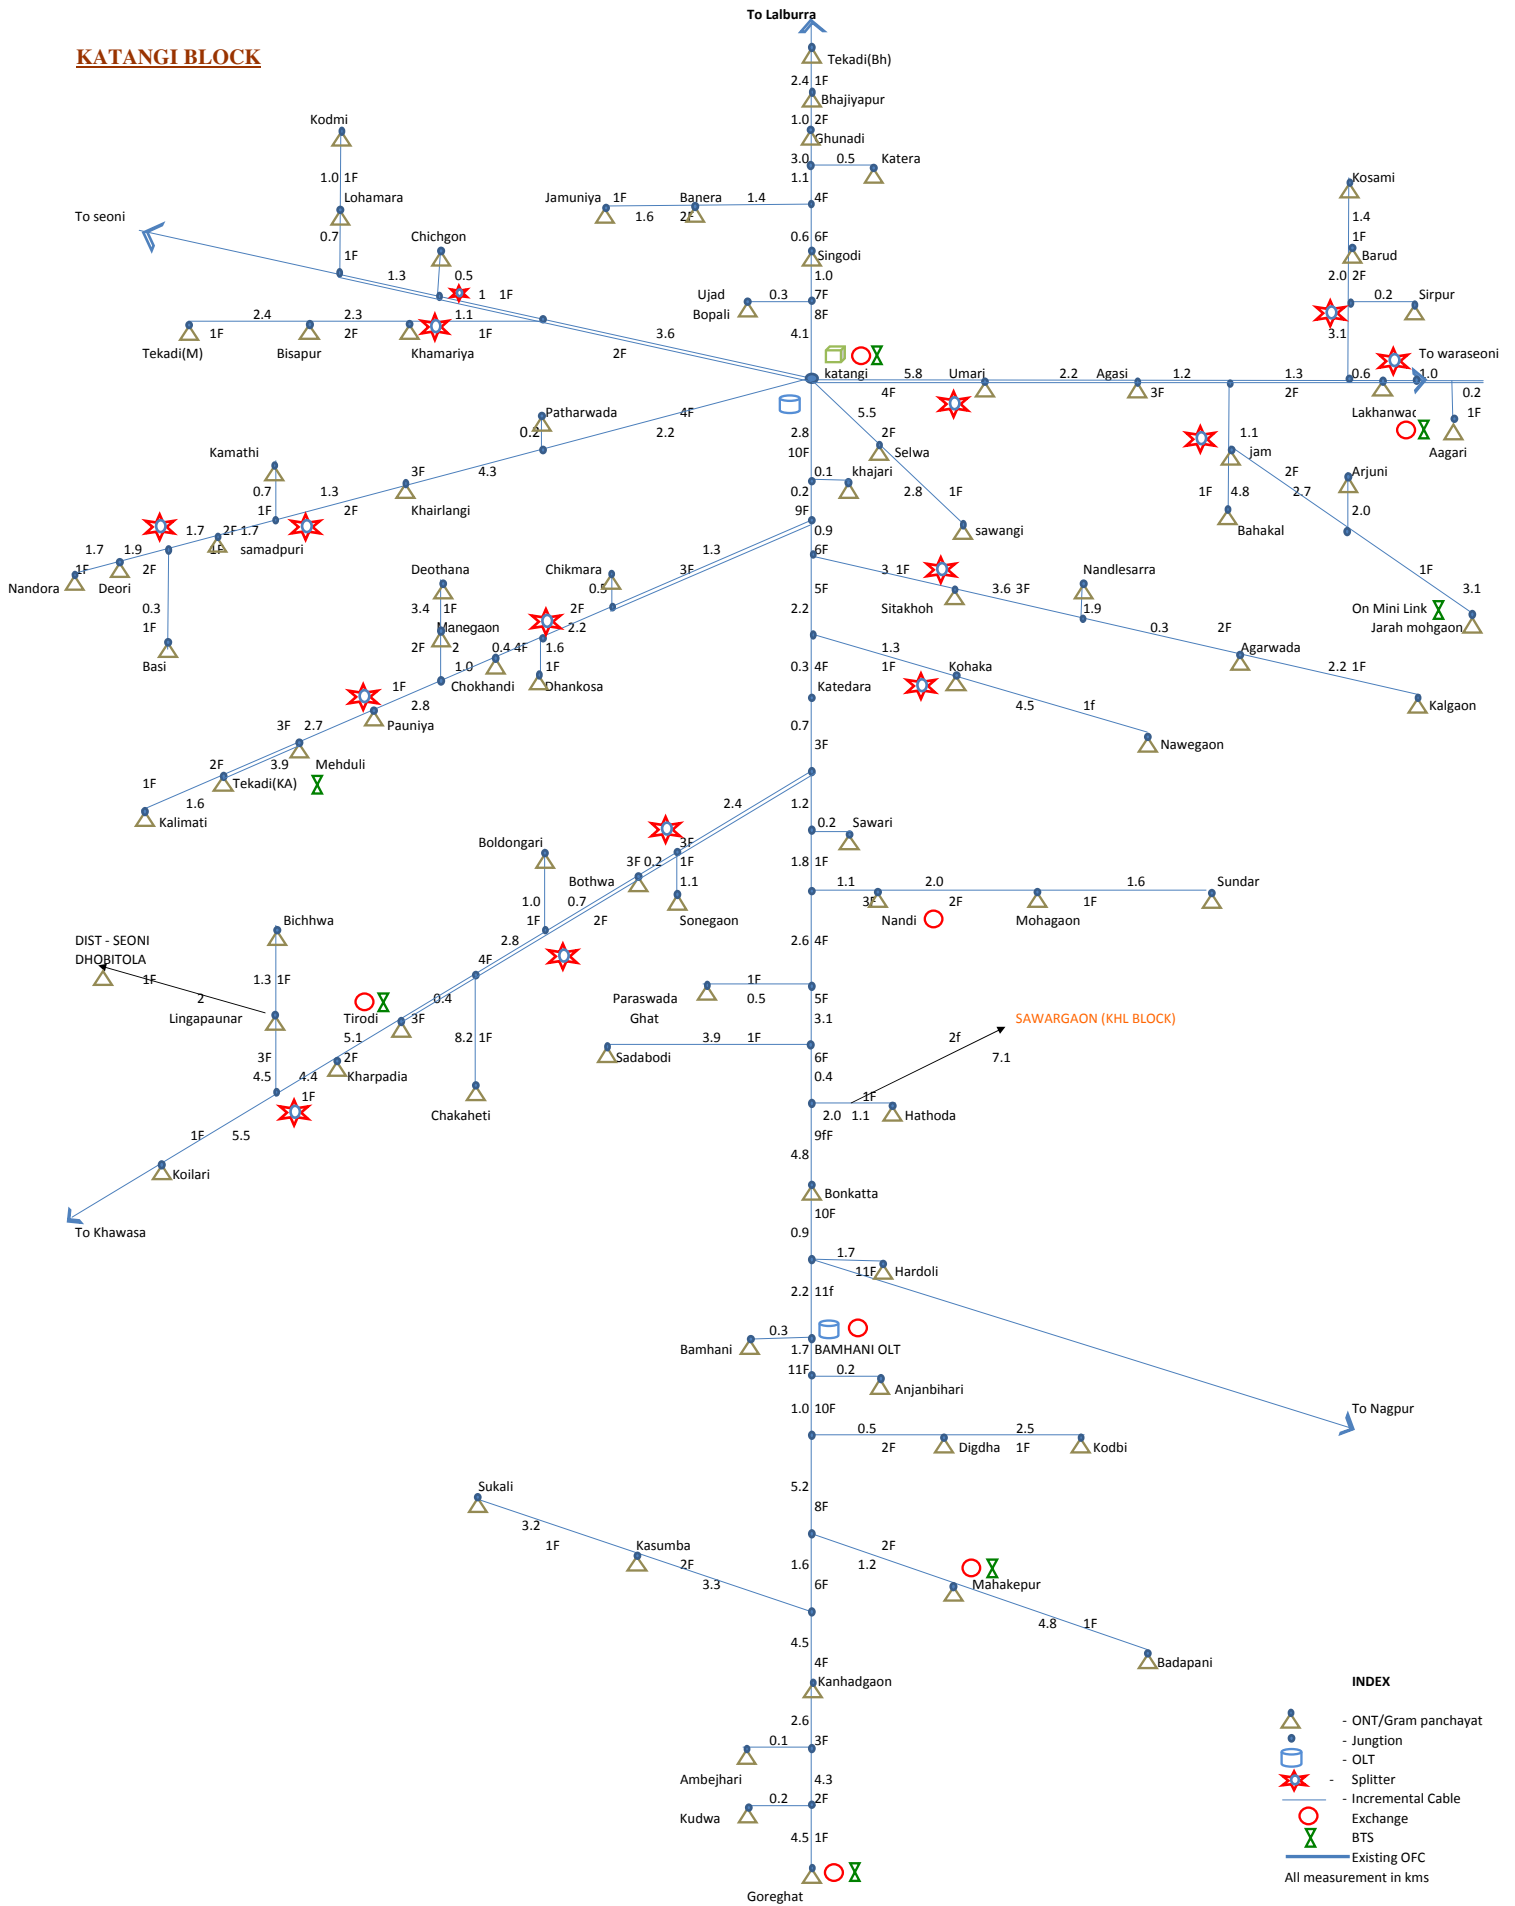 To Lalburra
KATANGI BLOCK
Tekadi(Bh)
2.4 1F
Bhajiyapur
1.0 2F
Ghunadi
3.0 0.5 Katera
1.1
Kodmi
1.0 1F
Lohamara
0.7
1F
To seoni
Jamuniya 1F Banera 1.4 4F
1.6 2F
0.6 6F
Singodi
1.0
Ujad 0.3 7F
Bopali 8F
4.1
Kosami
1.4
1F
Barud
2.0 2F
0.2 Sirpur
3.1
Chichgon
1.3 0.5
1 1F
2.4 2.3 1.1 3.6
1F 2F 1F 2F
Tekadi(M) Bisapur Khamariya
To waraseoni
katangi 5.8 Umari 2.2 Agasi 1.2 1.3 0.6 1.0
4F 3F 2F 0.2
Lakhanwad 1F
Aagari
Patharwada 4F
0.2 2.2
5.5
2.8 2F
10F Selwa
1.1
jam
2F Arjuni
Kamathi
3F 4.3
0.7 1.3
1F 2F Khairlangi
0.1 khajari
0.2 2.8 1F
9F
0.9 sawangi
1F 4.8 2.7
Bahakal 2.0
1.7 2F 1.7
1F samadpuri
1.7 1.9
1F 2F
Nandora Deori
0.3
1F
Basi
1.3
3F
6F
3 1F
5F Sitakhoh 3.6 3F Nandlesarra
1.9
1F
3.1
On Mini Link
Jarah mohgaon
Deothana Chikmara
0.5
3.4 1F 2F
Manegaon 2.2
2F 2 0.4 4F 1.6
1.0 1F
Chokhandi Dhankosa
2.2
0.3 2F
Agarwada
2.2 1F
Kalgaon
1.3
0.3 4F 1F Kohaka
Katedara
4.5 1f
Nawegaon
1F
2.8
Pauniya
3F 2.7
Mehduli
2F 3.9
1F Tekadi(KA)
1.6
Kalimati
0.7
3F
2.4 1.2
0.2 Sawari
1.8 1F
Boldongari
3F
3F 0.2 1F
Bothwa 1.1
1.0 0.7
1F 2F Sonegaon
1.1 2.0 1.6 Sundar
3F Nandi 2F Mohagaon 1F
Bichhwa
DIST - SEONI
DHOBITOLA
1F 1.3 1F
2
Lingapaunar
2.8
4F
2.6 4F
Paraswada 1F
Ghat 0.5 5F
3.1
0.4
Tirodi 3F
5.1
3F 2F
4.5 4.4 Kharpadia
1F
8.2 1F
Chakaheti
3.9 1F
Sadabodi 6F
0.4
SAWARGAON (KHL BLOCK)
2f
7.1
1F
2.0 1.1 Hathoda
9fF
1F 5.5
Koilari
To Khawasa
4.8
Bonkatta
10F
0.9
1.7
11F Hardoli
2.2 11f
0.3
Bamhani 1.7 BAMHANI OLT
11F 0.2
Anjanbihari
1.0 10F
To Nagpur
0.5 2.5
2F Digdha 1F Kodbi
Sukali 5.2
8F
3.2
1F Kasumba
2F
3.3
2F
1.6 1.2
6F Mahakepur
4.8 1F
Badapani
4.5
4F
Kanhadgaon
2.6
0.1 3F
Ambejhari 4.3
0.2 2F
Kudwa
4.5 1F
Goreghat
INDEX
- ONT/Gram panchayat
- Jungtion
- OLT
- Splitter
- Incremental Cable
Exchange
BTS
Existing OFC
All measurement in kms